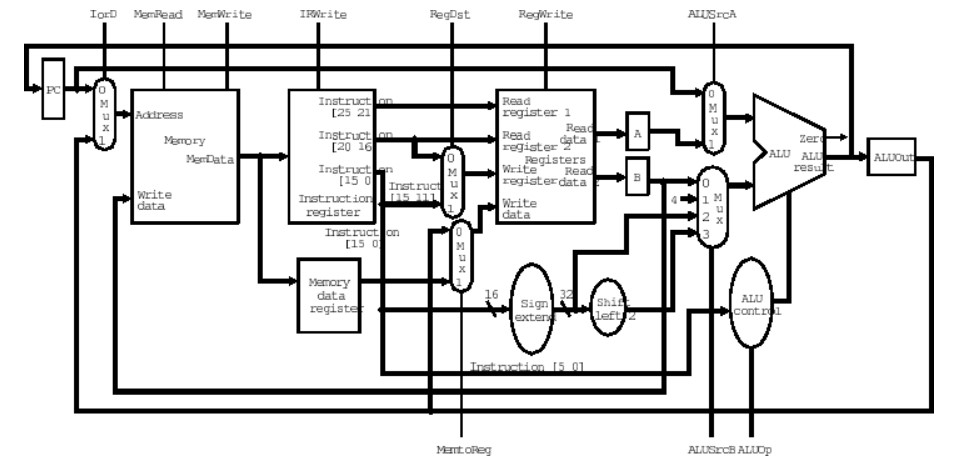 IorD MemRead MemWrite IRWrite RegDst RegWrite ALUSrcA
PC
0
M
u
x
1
Address
Memory
MemData
Write
data
Instruction
[25 21
Instruction
[20 16
Instruction
[15 0
Instruction
register
Instruction
[15 0]
Instruct
[15 11]
Memory
data
register
0
M
u
x
1
0
M
u
x
1
Read
register 1
Read
register 2
Write
register
Write
data
Registers
Read
data
Read
data 2
A
B
16
Sign
extend
32
Shift
left 2
4
0
M
u
x
1
0
1
2
3
M
u
x
ALU
Zero
ALU
result
ALUOut
ALU
control
Instruction [5 0]
MemtoReg
ALUSrcB ALUOp